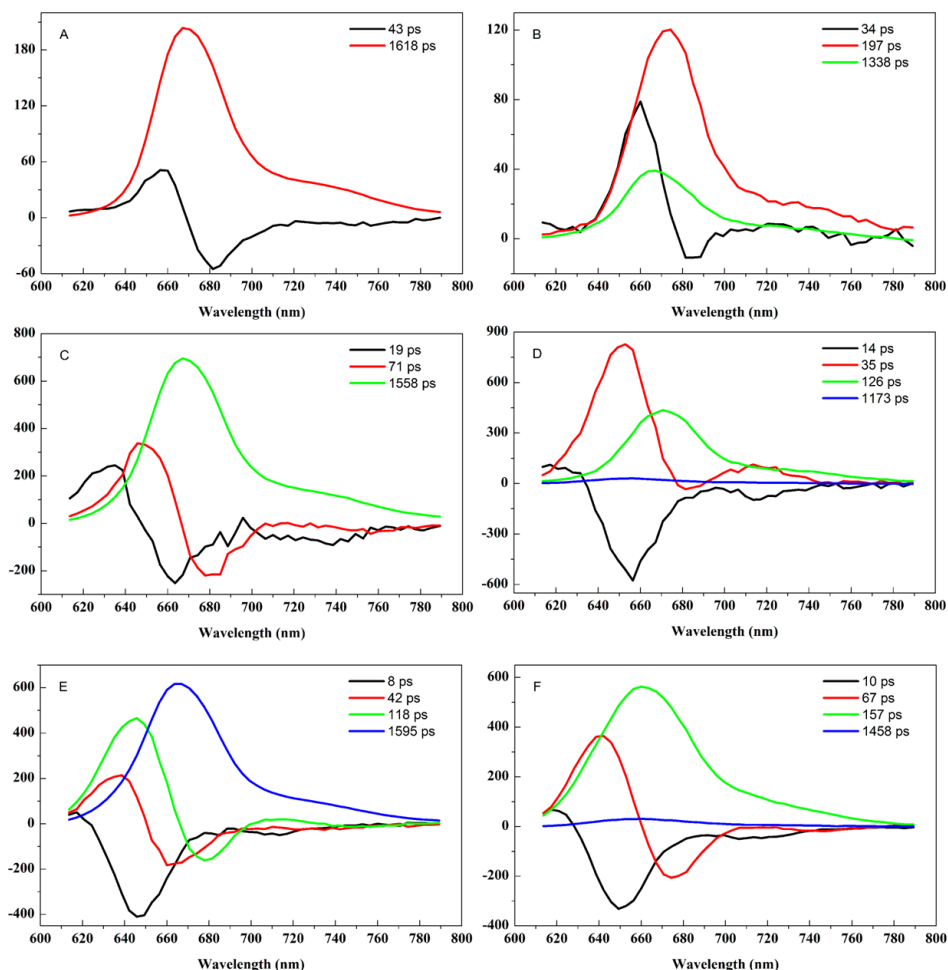 A
43 ps
1618 ps
180
120
60
0
-60
600 620 640 660 680 700 720 740 760 780 800
Wavelength (nm)
B
34 ps
197 ps
1338 ps
120
80
40
0
600 620 640 660 680 700 720 740 760 780 800
Wavelength (nm)
C
19 ps
71 ps
1558 ps
800
600
400
200
0
-200
600 620 640 660 680 700 720 740 760 780 800
Wavelength (nm)
D
14 ps
35 ps
126 ps
1173 ps
900
600
300
0
-300
-600
600 620 640 660 680 700 720 740 760 780 800
Wavelength (nm)
E
8 ps
42 ps
118 ps
1595 ps
600
400
200
0
-200
-400
600 620 640 660 680 700 720 740 760 780 800
Wavelength (nm)
F
10 ps
67 ps
157 ps
1458 ps
600
400
200
0
-200
-400
600 620 640 660 680 700 720 740 760 780 800
Wavelength (nm)